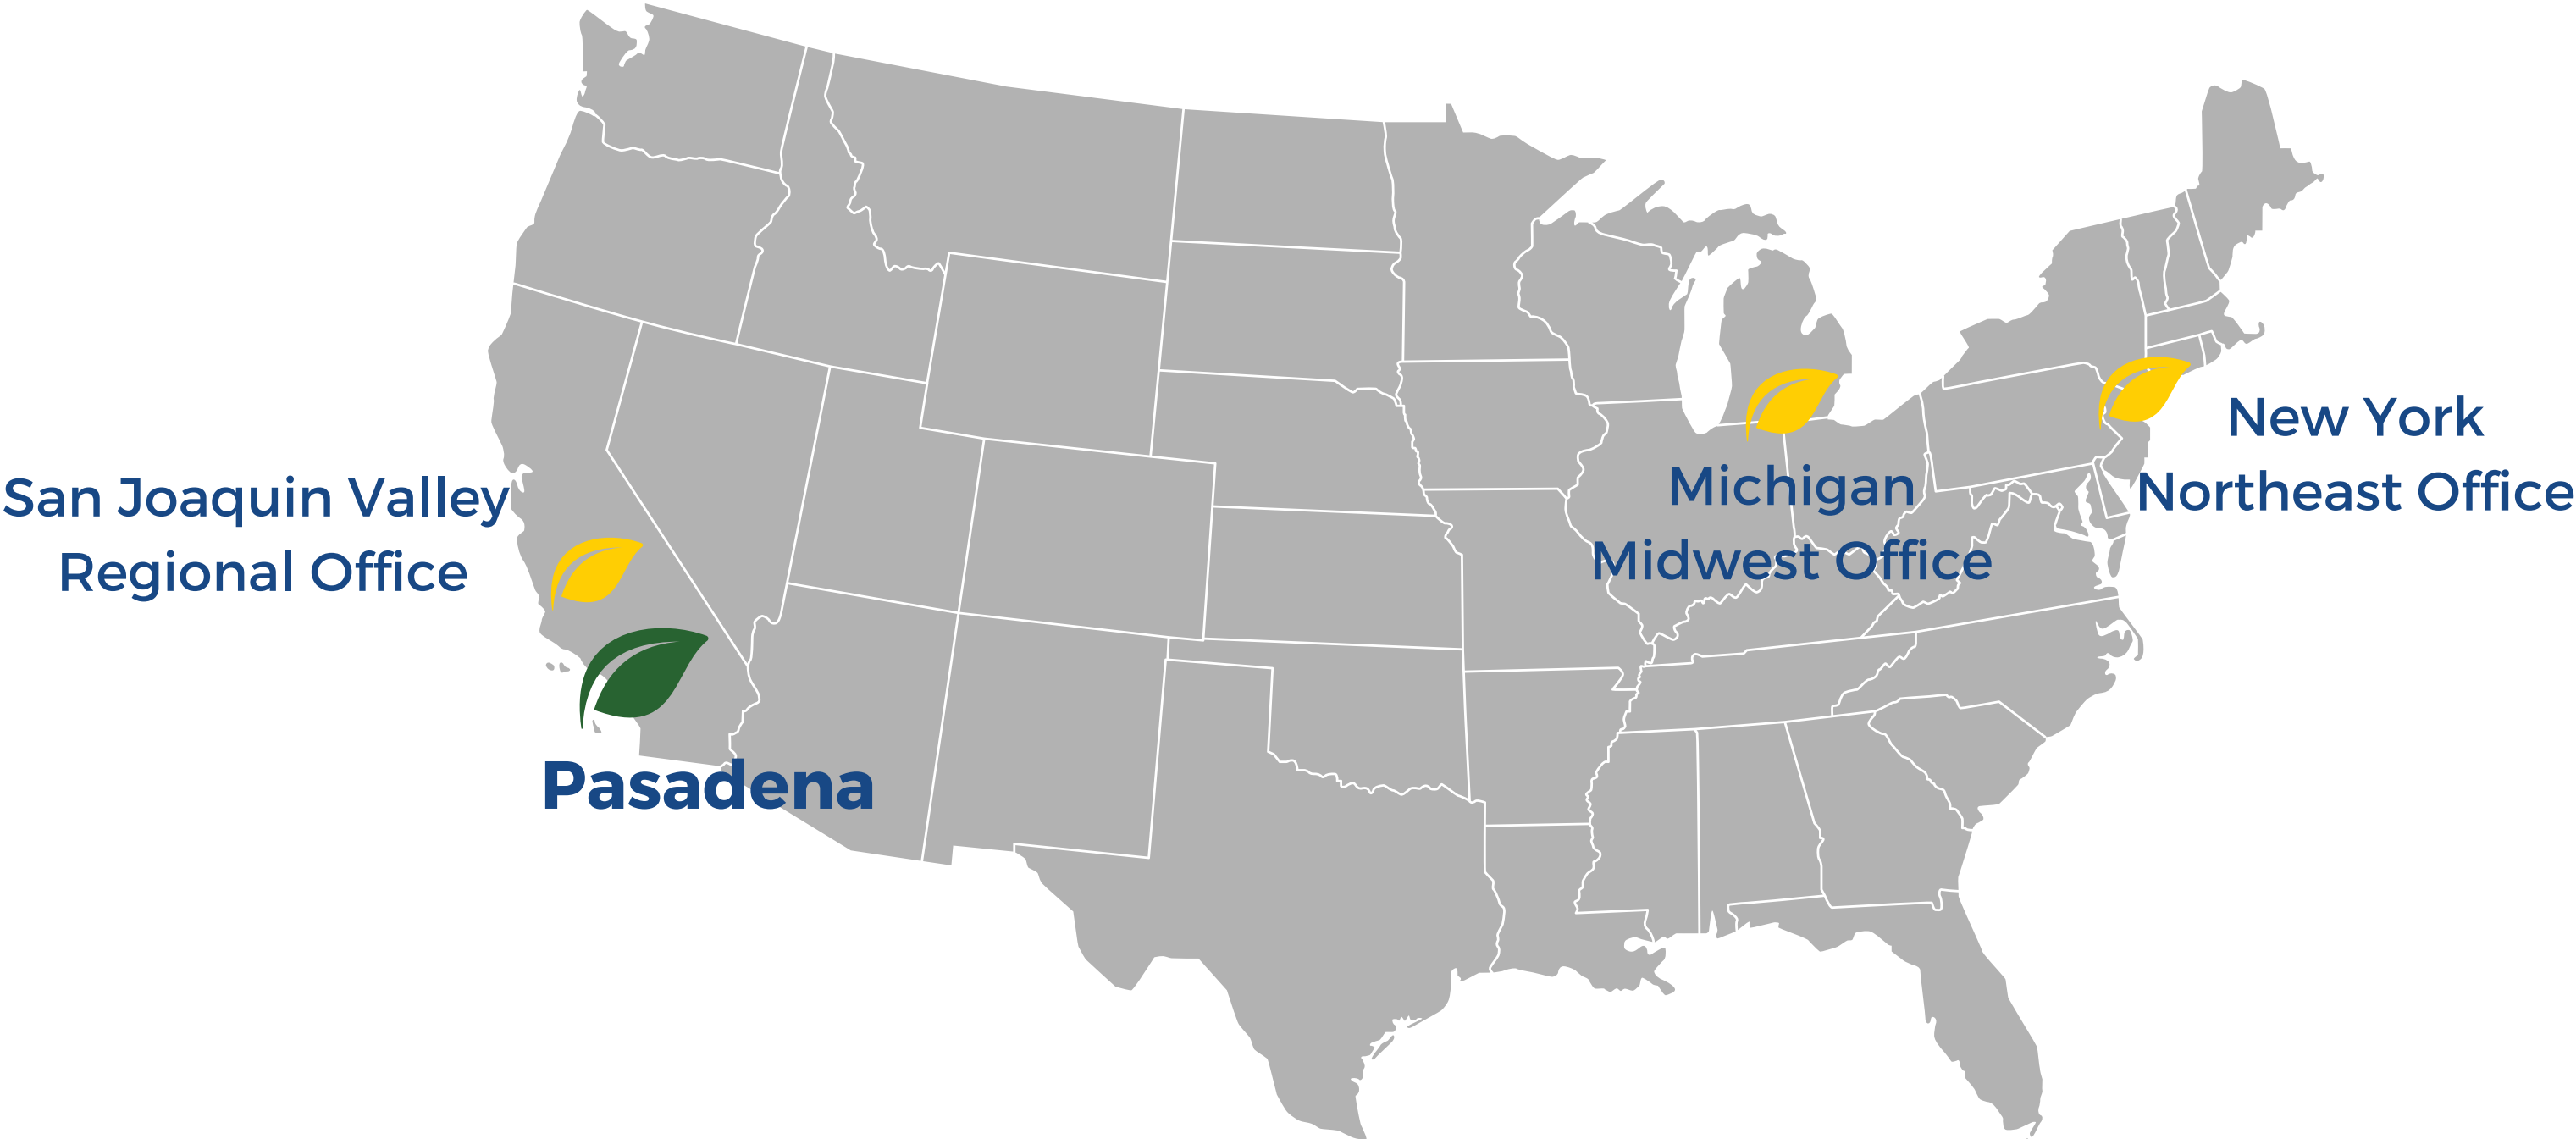 San Joaquin Valley
Regional Office
Pasadena
Michigan
Midwest Office
New York
Northeast Office